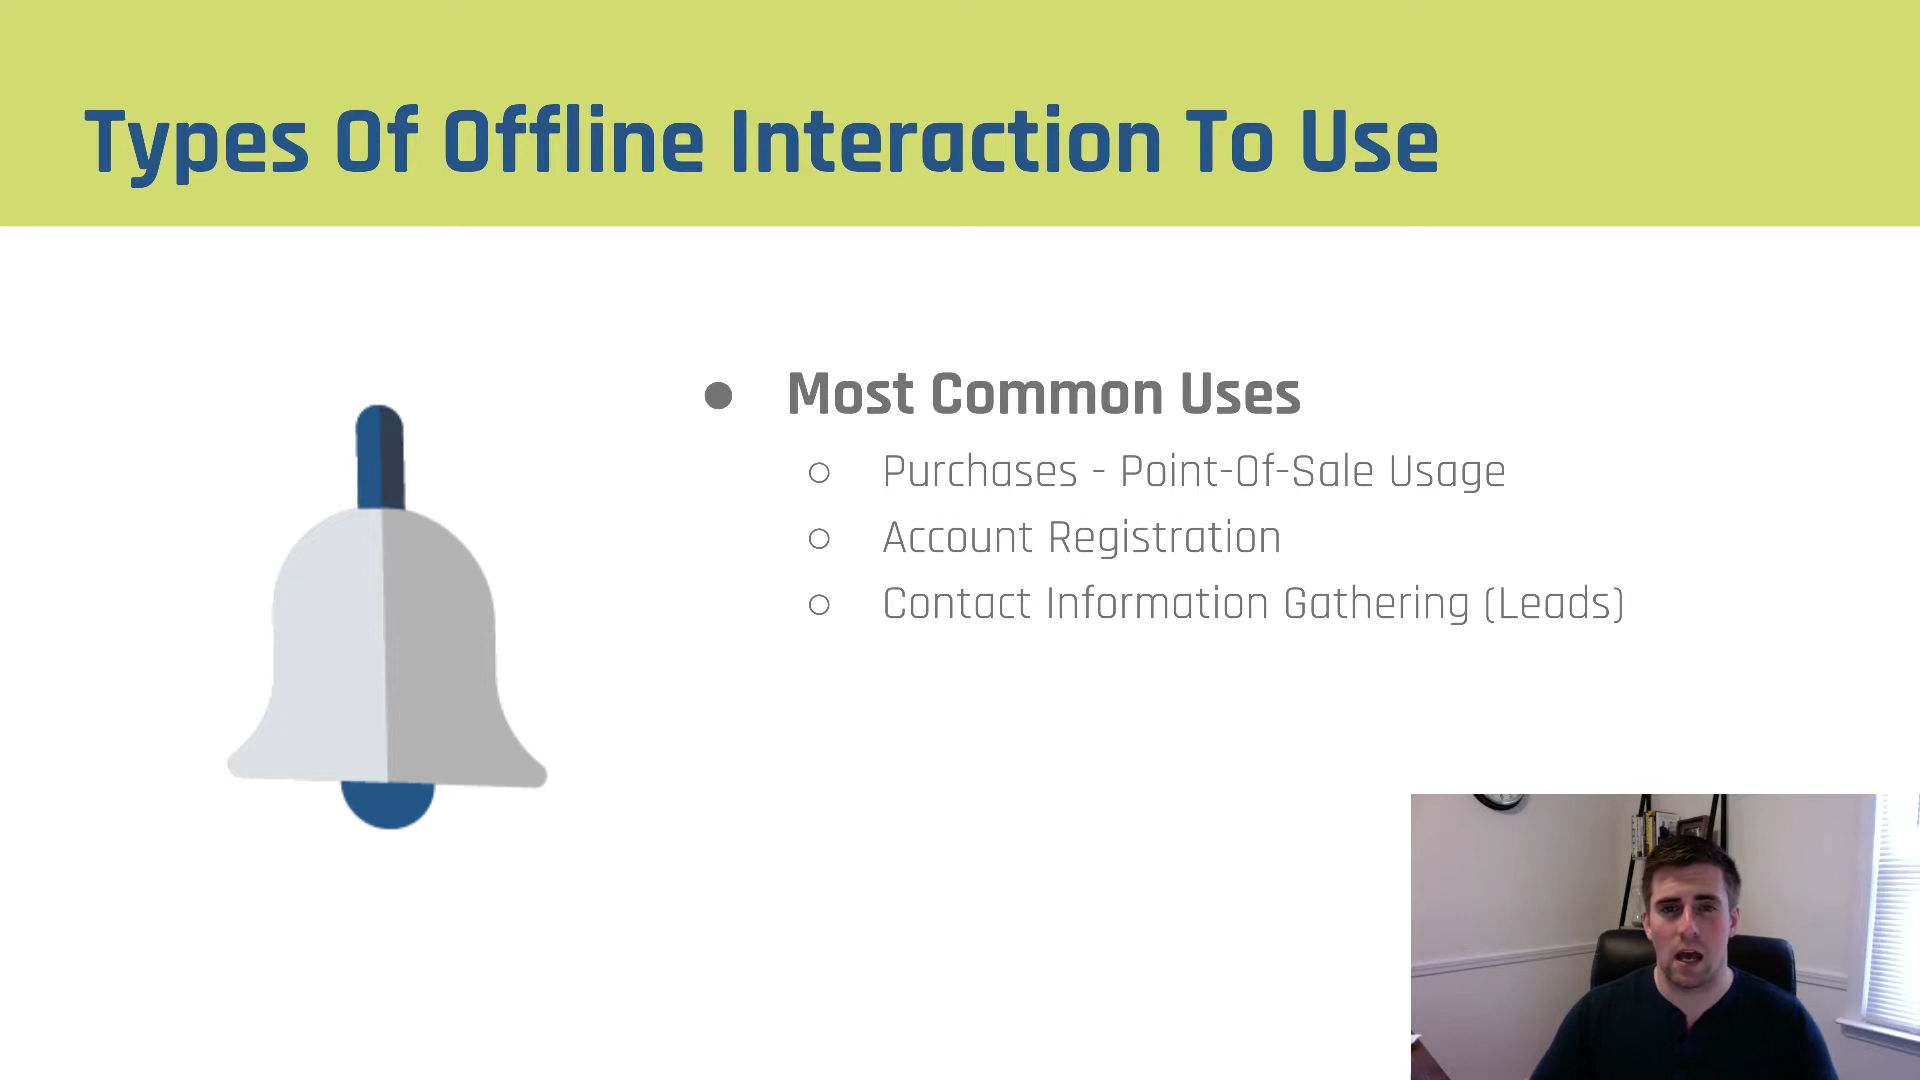 Types Of Offline Interaction To Use
● Most Common Uses
○ Purchases - Point-Of-Sale Usage
○ Account Registration
○ Contact Information Gathering (Leads)